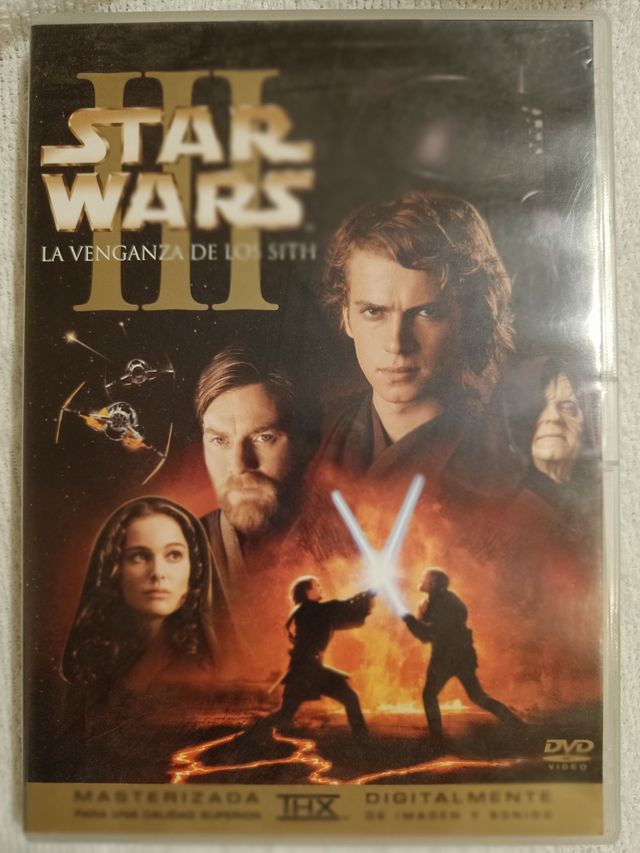 III
STAR
WARS
LA VENGANZA DE LOS SITH
DVD
VIDEO
MASTERIZADA THX DIGITALMENTE
PARA UNA CALIDAD SUPERIOR DE IMAGEN Y SONIDO